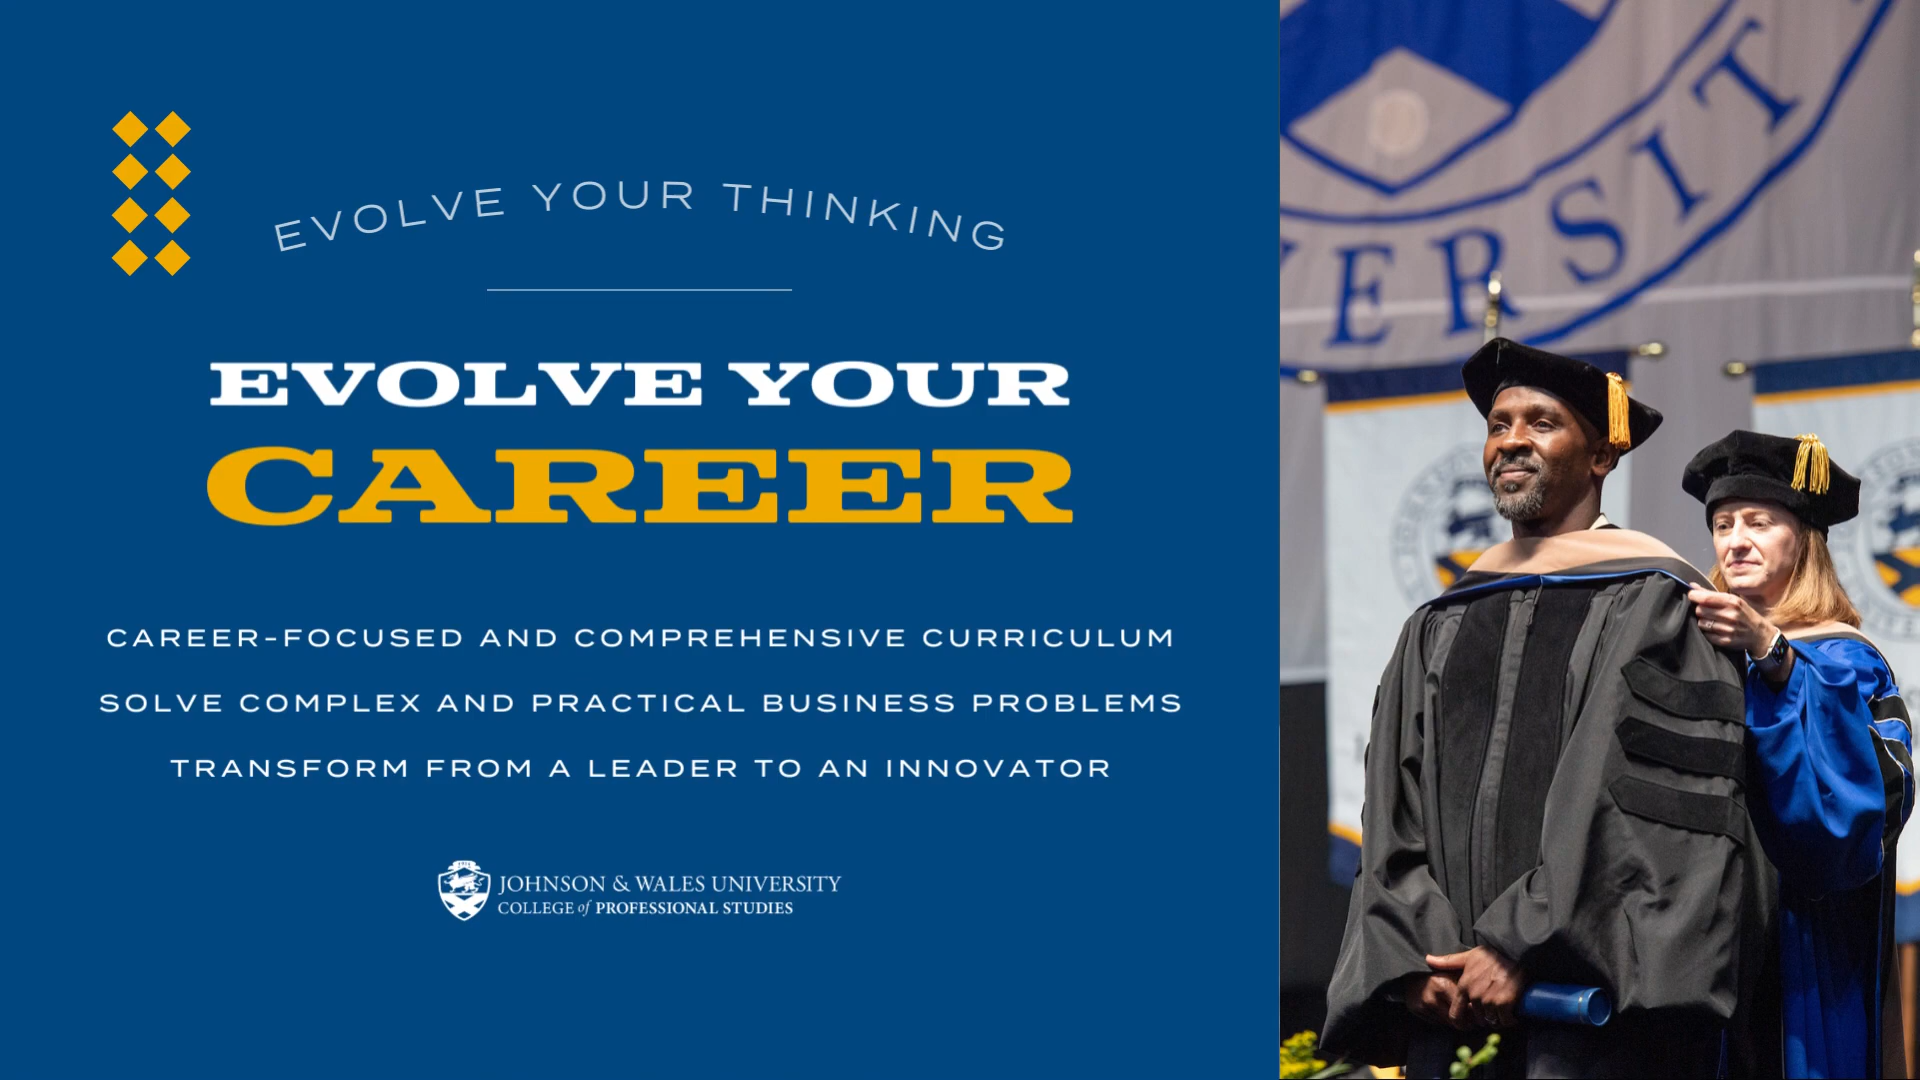 EVOLVE YOUR THINKING
EVOLVE YOUR
CAREER
CAREER-FOCUSED AND COMPREHENSIVE CURRICULUM
SOLVE COMPLEX AND PRACTICAL BUSINESS PROBLEMS
TRANSFORM FROM A LEADER TO AN INNOVATOR
JOHNSON & WALES UNIVERSITY
COLLEGE of PROFESSIONAL STUDIES
ERSIT